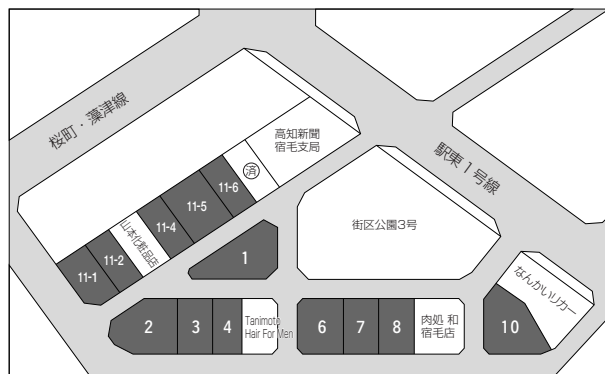 桜町・藻津線
高知新聞
宿毛支局
駅東1号線
済
11-6
11-5
11-4
山本化粧品店
11-2
11-1
街区公園3号
1
なんかいリカー
2
3
4
Tanimoto
Hair For Men
6
7
8
肉処 和
宿毛店
10